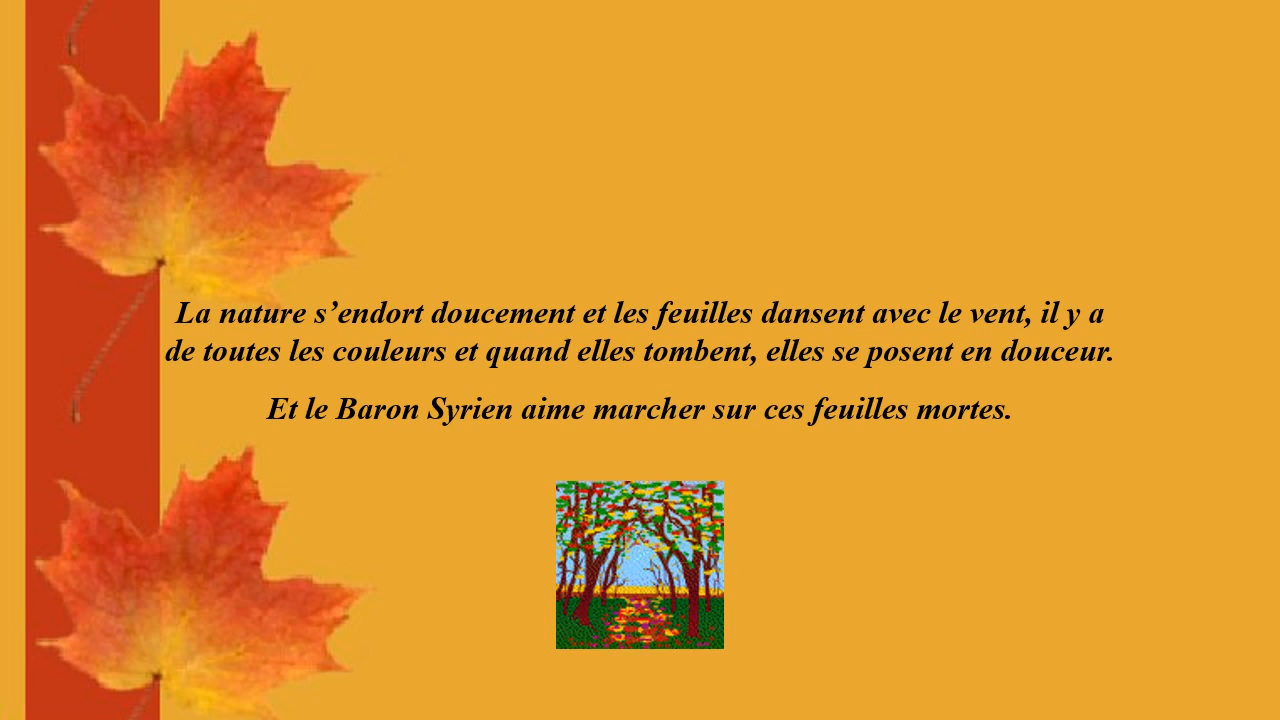 La nature s’endort doucement et les feuilles dansent avec le vent, il y a
de toutes les couleurs et quand elles tombent, elles se posent en douceur.
Et le Baron Syrien aime marcher sur ces feuilles mortes.